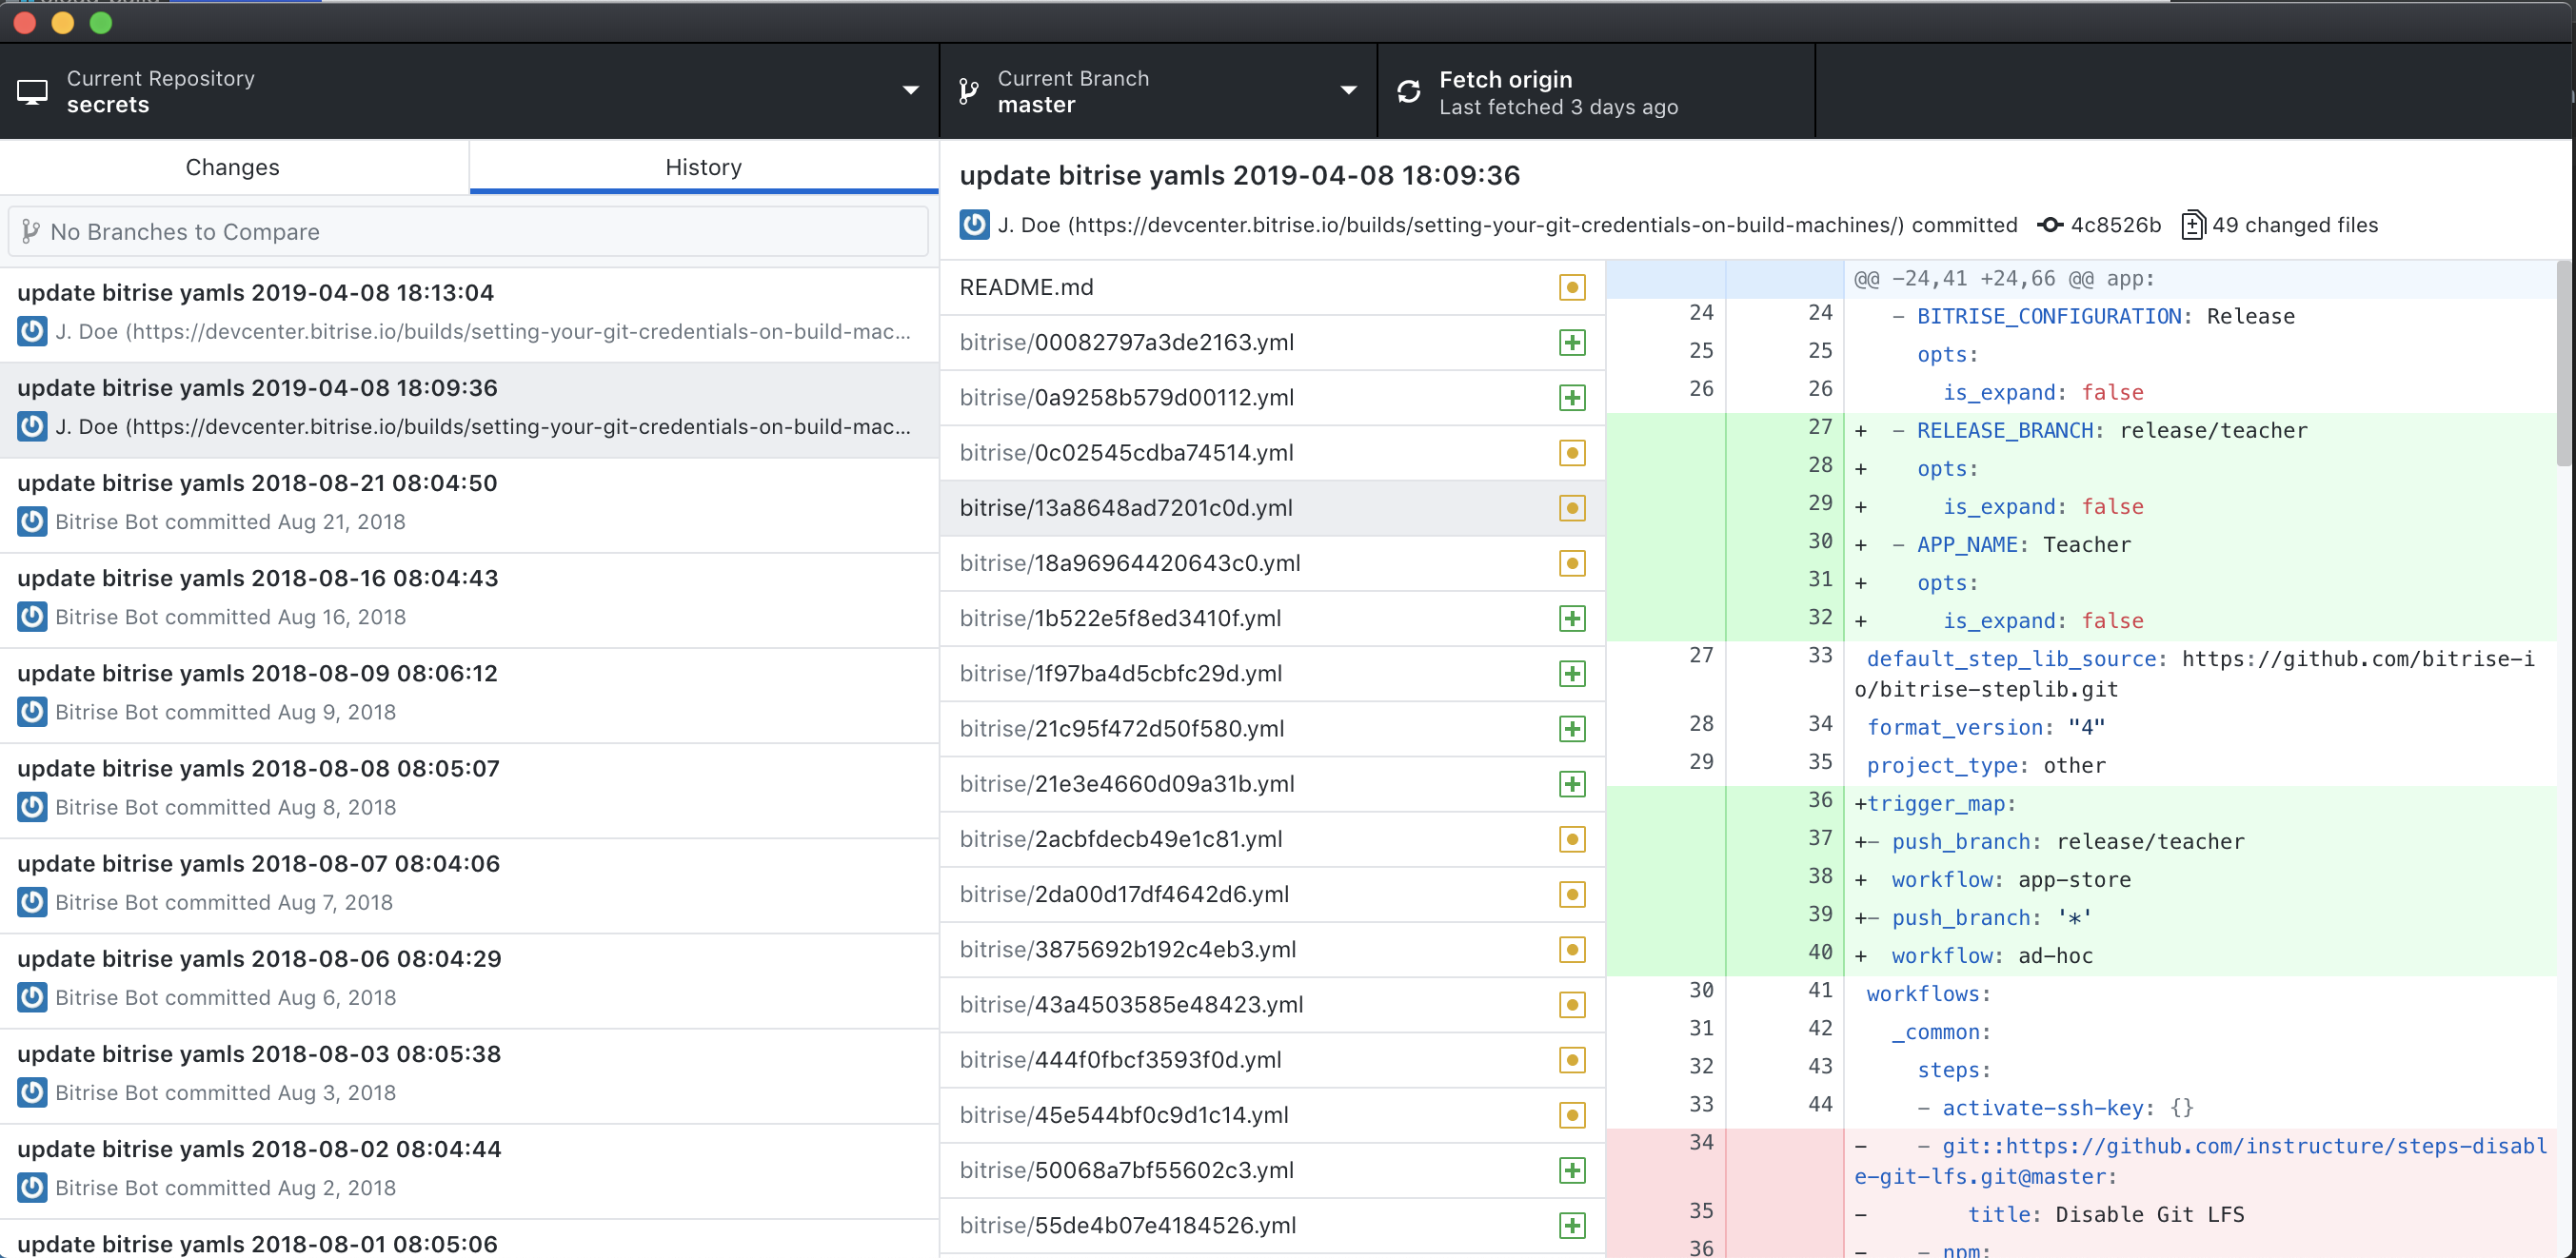 Current Repository
secrets
Current Branch
master
Fetch origin
Last fetched 3 days ago
Changes
History
No Branches to Compare
update bitrise yamls 2019-04-08 18:13:04
J. Doe (https://devcenter.bitrise.io/builds/setting-your-git-credentials-on-build-mac...
update bitrise yamls 2019-04-08 18:09:36
J. Doe (https://devcenter.bitrise.io/builds/setting-your-git-credentials-on-build-mac...
update bitrise yamls 2018-08-21 08:04:50
Bitrise Bot committed Aug 21, 2018
update bitrise yamls 2018-08-16 08:04:43
Bitrise Bot committed Aug 16, 2018
update bitrise yamls 2018-08-09 08:06:12
Bitrise Bot committed Aug 9, 2018
update bitrise yamls 2018-08-08 08:05:07
Bitrise Bot committed Aug 8, 2018
update bitrise yamls 2018-08-07 08:04:06
Bitrise Bot committed Aug 7, 2018
update bitrise yamls 2018-08-06 08:04:29
Bitrise Bot committed Aug 6, 2018
update bitrise yamls 2018-08-03 08:05:38
Bitrise Bot committed Aug 3, 2018
update bitrise yamls 2018-08-02 08:04:44
Bitrise Bot committed Aug 2, 2018
update bitrise yamls 2018-08-01 08:05:06
update bitrise yamls 2019-04-08 18:09:36
J. Doe (https://devcenter.bitrise.io/builds/setting-your-git-credentials-on-build-machines/) committed 4c8526b 49 changed files
README.md
bitrise/00082797a3de2163.yml
bitrise/0a9258b579d00112.yml
bitrise/0c02545cdba74514.yml
bitrise/13a8648ad7201c0d.yml
bitrise/18a96964420643c0.yml
bitrise/1b522e5f8ed3410f.yml
bitrise/1f97ba4d5cbfc29d.yml
bitrise/21c95f472d50f580.yml
bitrise/21e3e4660d09a31b.yml
bitrise/2acbfdecb49e1c81.yml
bitrise/2da00d17df4642d6.yml
bitrise/3875692b192c4eb3.yml
bitrise/43a4503585e48423.yml
bitrise/444f0fbcf3593f0d.yml
bitrise/45e544bf0c9d1c14.yml
bitrise/50068a7bf55602c3.yml
bitrise/55de4b07e4184526.yml
@@ -24,41 +24,66 @@ app:
24 24 - BITRISE_CONFIGURATION: Release
25 25 opts:
26 26 is_expand: false
27 + - RELEASE_BRANCH: release/teacher
28 + opts:
29 + is_expand: false
30 + - APP_NAME: Teacher
31 + opts:
32 + is_expand: false
27 33 default_step_lib_source: https://github.com/bitrise-i
o/bitrise-steplib.git
28 34 format_version: "4"
29 35 project_type: other
36 +trigger_map:
37 +- push_branch: release/teacher
38 + workflow: app-store
39 +- push_branch: '*'
40 + workflow: ad-hoc
30 41 workflows:
31 42 _common:
32 43 steps:
33 44 - activate-ssh-key: {}
34 - - git::https://github.com/instructure/steps-disabl
e-git-lfs.git@master:
35 - title: Disable Git LFS
36 - - npm: